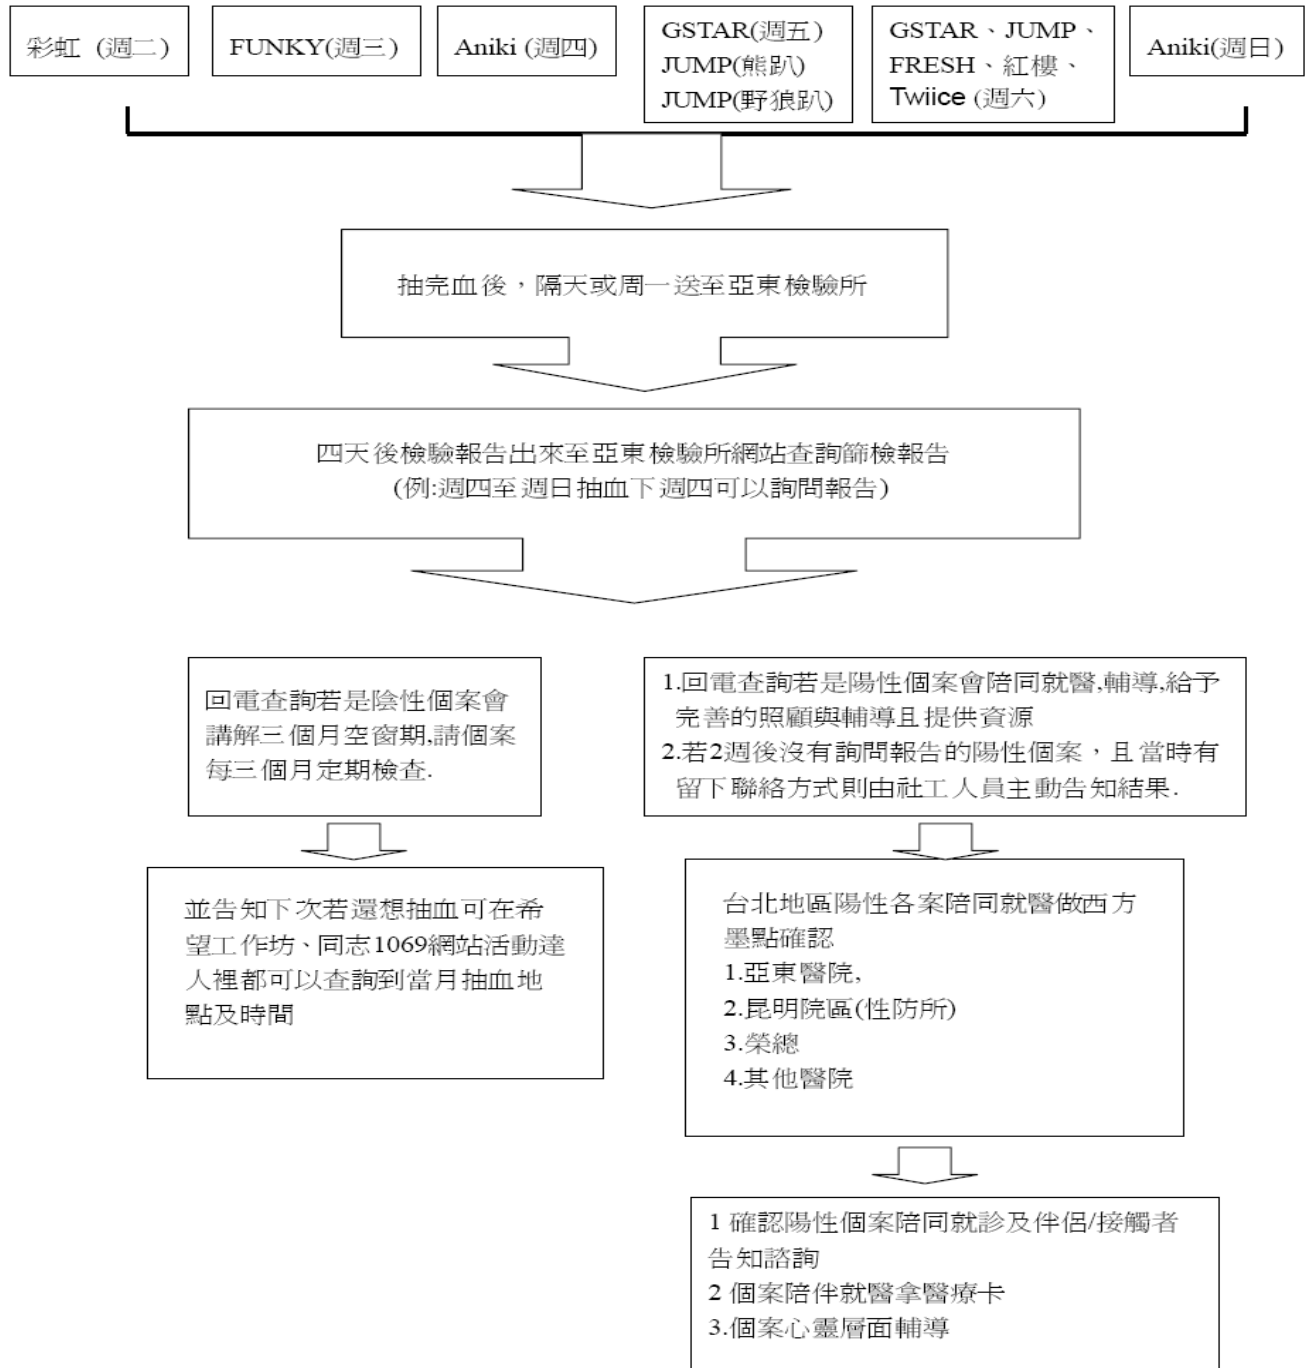 彩虹 (週二)
FUNKY(週三)
Aniki (週四)
GSTAR(週五)
JUMP(熊趴)
JUMP(野狼趴)
GSTAR、JUMP、
FRESH、紅樓、
Twiice (週六)
Aniki(週日)
抽完血後，隔天或周一送至亞東檢驗所
四天後檢驗報告出來至亞東檢驗所網站查詢篩檢報告
(例:週四至週日抽血下週四可以詢問報告)
回電查詢若是陰性個案會
講解三個月空窗期,請個案
每三個月定期檢查.
1.回電查詢若是陽性個案會陪同就醫,輔導,給予
完善的照顧與輔導且提供資源
2.若2週後沒有詢問報告的陽性個案，且當時有
留下聯絡方式則由社工人員主動告知結果.
並告知下次若還想抽血可在希
望工作坊、同志1069網站活動達
人裡都可以查詢到當月抽血地
點及時間
台北地區陽性各案陪同就醫做西方
墨點確認
1.亞東醫院,
2.昆明院區(性防所)
3.榮總
4.其他醫院
1 確認陽性個案陪同就診及伴侶/接觸者
告知諮詢
2 個案陪伴就醫拿醫療卡
3.個案心靈層面輔導